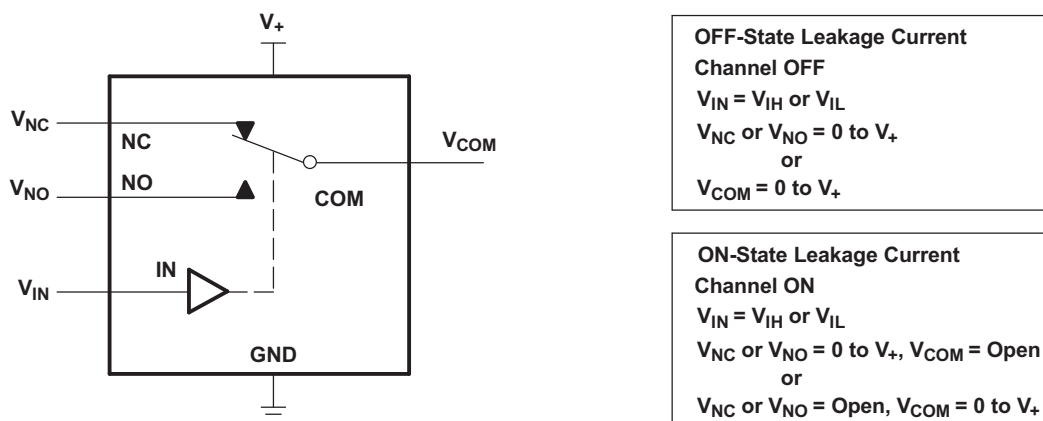 V+
VNC
NC
VCOM
VNO
NO
COM
IN
VIN
GND
OFF-State Leakage Current
Channel OFF
VIN = VIH or VIL
VNC or VNO = 0 to V+
or
VCOM = 0 to V+
ON-State Leakage Current
Channel ON
VIN = VIH or VIL
VNC or VNO = 0 to V+, VCOM = Open
or
VNC or VNO = Open, VCOM = 0 to V+